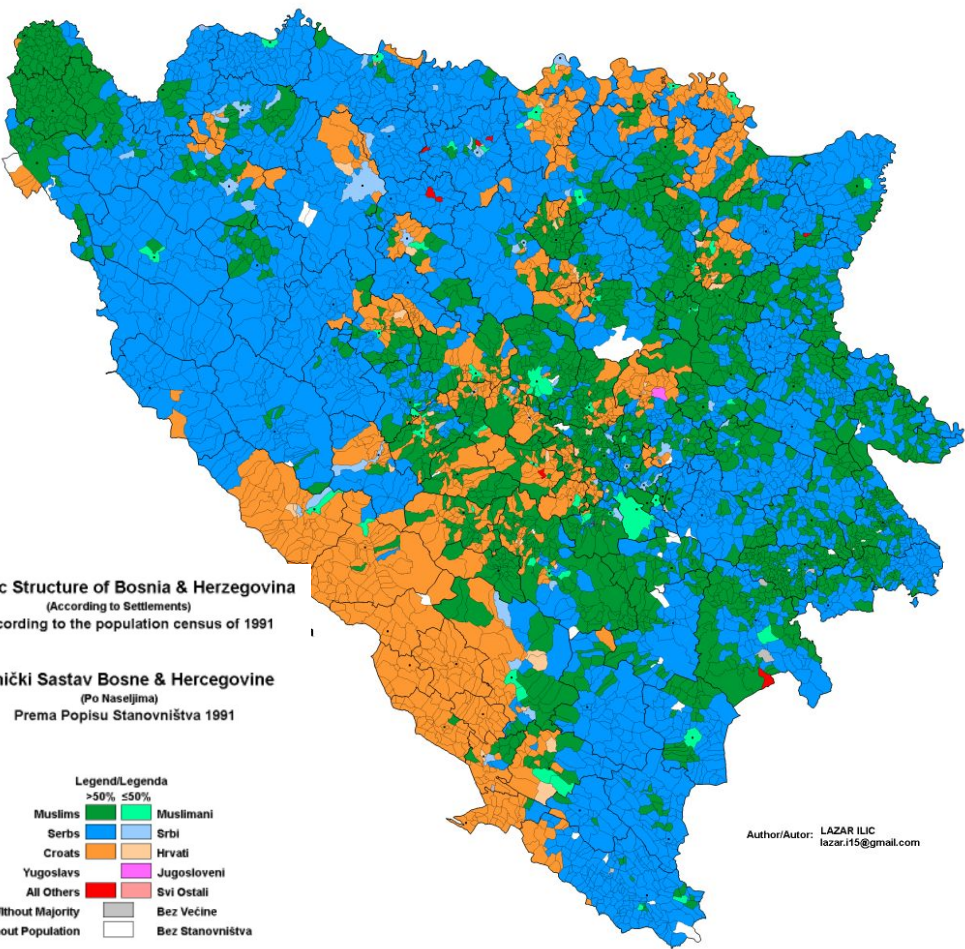 c Structure of Bosnia & Herzegovina
(According to Settlements)
cording to the population census of 1991
nički Sastav Bosne & Hercegovine
(Po Naseljima)
Prema Popisu Stanovništva 1991
Legend/Legenda
>50% ≤50%
Muslims Muslimani
Serbs Srbi
Croats Hrvati
Yugoslavs Jugosloveni
All Others Svi Ostali
Without Majority Bez Većine
out Population Bez Stanovništva
Author/Autor: LAZAR ILIC
lazar.i15@gmail.com